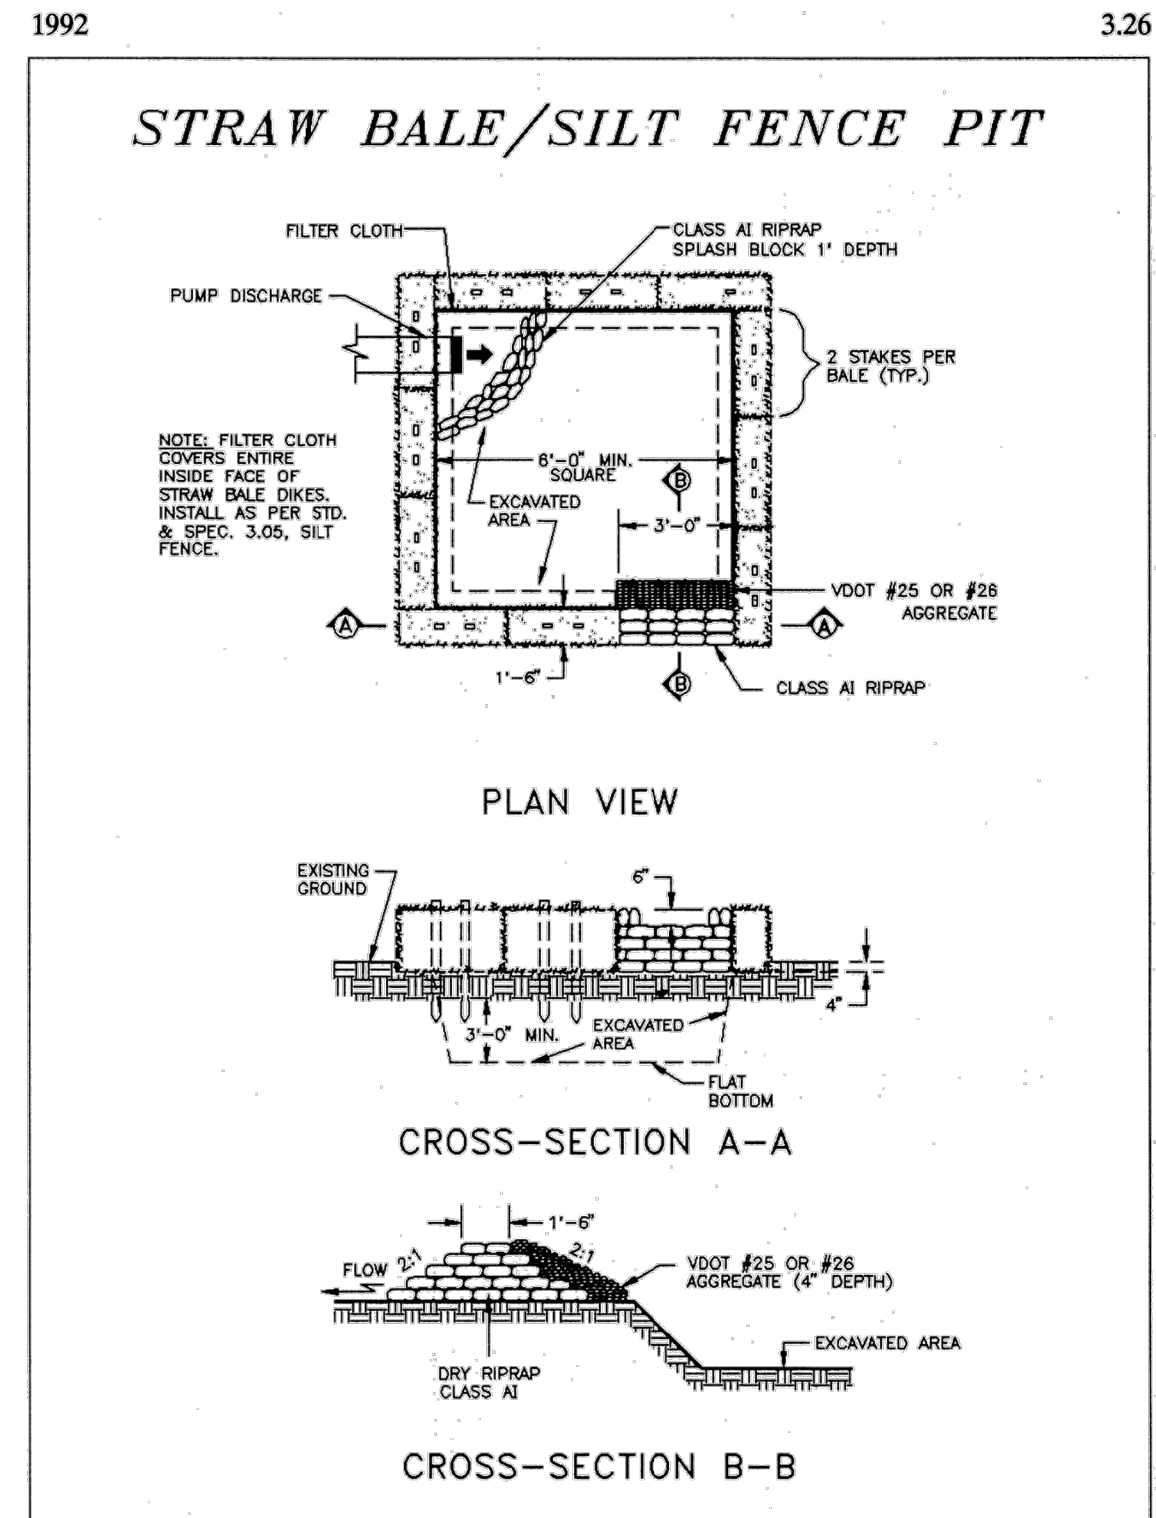 1992
3.26
STRAW BALE/SILT FENCE PIT
FILTER CLOTH
CLASS AI RIPRAP
SPLASH BLOCK 1' DEPTH
PUMP DISCHARGE
2 STAKES PER
BALE (TYP.)
NOTE: FILTER CLOTH
COVERS ENTIRE
INSIDE FACE OF
STRAW BALE DIKES.
INSTALL AS PER STD.
& SPEC. 3.05, SILT
FENCE.
6'-0" MIN.
SQUARE
B
EXCAVATED
AREA
3'-0"
VDOT #25 OR #26
AGGREGATE
A
A
1'-6"
B
CLASS AI RIPRAP
PLAN VIEW
EXISTING
GROUND
6"
4"
3'-0" MIN.
EXCAVATED
AREA
FLAT
BOTTOM
CROSS-SECTION A-A
1'-6"
2:1
2:1
FLOW
VDOT #25 OR #26
AGGREGATE (4" DEPTH)
EXCAVATED AREA
DRY RIPRAP
CLASS AI
CROSS-SECTION B-B